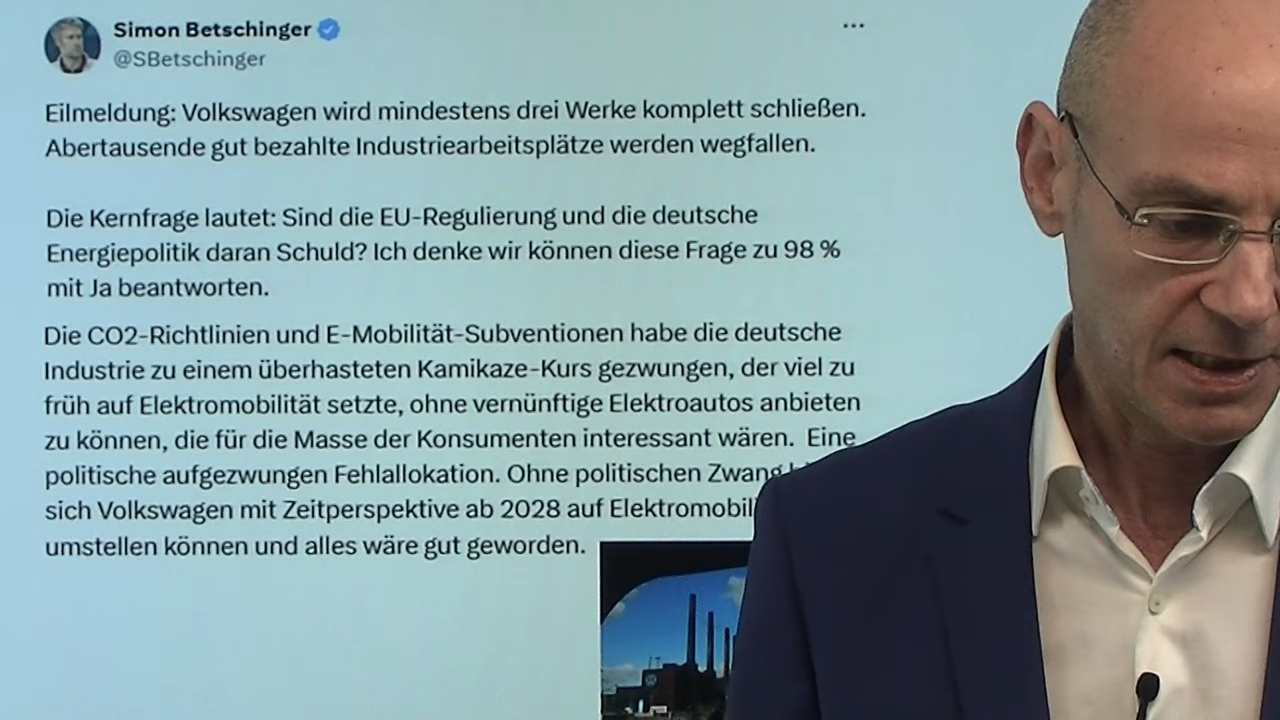 Simon Betschinger
@SBetschinger
Eilmeldung: Volkswagen wird mindestens drei Werke komplett schließen.
Abertausende gut bezahlte Industriearbeitsplätze werden wegfallen.
Die Kernfrage lautet: Sind die EU-Regulierung und die deutsche
Energiepolitik daran Schuld? Ich denke wir können diese Frage zu 98 %
mit Ja beantworten.
Die CO2-Richtlinien und E-Mobilität-Subventionen habe die deutsche
Industrie zu einem überhasteten Kamikaze-Kurs gezwungen, der viel zu
früh auf Elektromobilität setzte, ohne vernünftige Elektroautos anbieten
zu können, die für die Masse der Konsumenten interessant wären. Eine
politische aufgezwungen Fehlallokation. Ohne politischen Zwang
sich Volkswagen mit Zeitperspektive ab 2028 auf
umstellen können und alles wäre gut geworden.